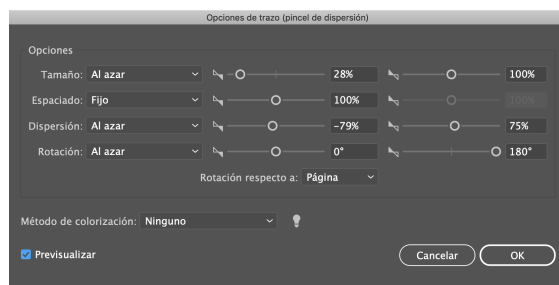 Opciones de trazo (pincel de dispersión)
Opciones
Tamaño: Al azar 28% 100%
Espaciado: Fijo 100% 100%
Dispersión: Al azar -79% 75%
Rotación: Al azar 0° 180°
Rotación respecto a: Página
Método de colorización: Ninguno
Previsualizar Cancelar OK